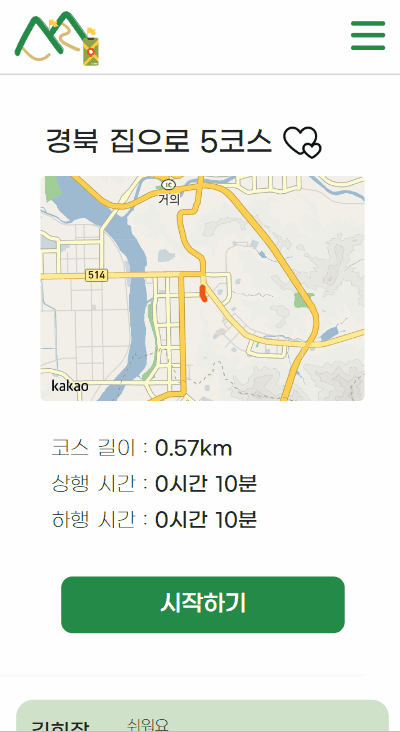 경북 집으로 5코스
IC
거의
514
kakao
코스 길이 : 0.57km
상행 시간 : 0시간 10분
하행 시간 : 0시간 10분
시작하기
쉬워요